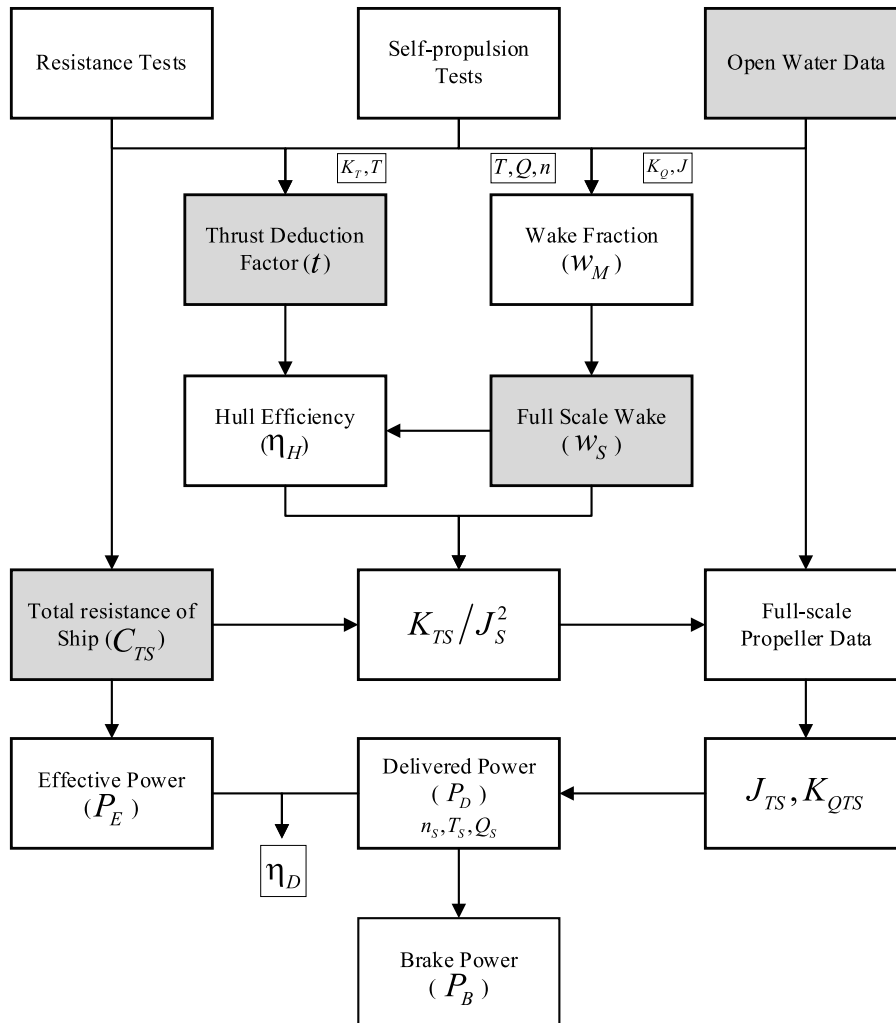 Resistance Tests
Self-propulsion
Tests
Open Water Data
K_T, T
T, Q, n
K_Q, J
Thrust Deduction
Factor (t)
Wake Fraction
(w_M)
Hull Efficiency
(η_H)
Full Scale Wake
(w_S)
Total resistance of
Ship (C_TS)
K_TS / J_S^2
Full-scale
Propeller Data
Effective Power
(P_E)
Delivered Power
(P_D)
n_S, T_S, Q_S
J_TS, K_QTS
η_D
Brake Power
(P_B)